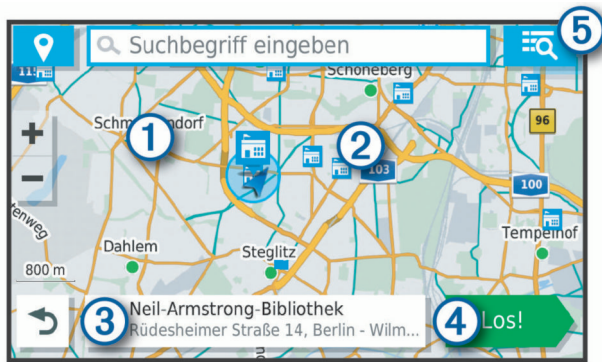 5
Suchbegriff eingeben
Schöneberg
1
2
96
103
100
Dahlem
Steglitz
Tempelhof
800 m
3
Neil-Armstrong-Bibliothek
Rüdesheimer Straße 14, Berlin - Wilm...
4
Los!